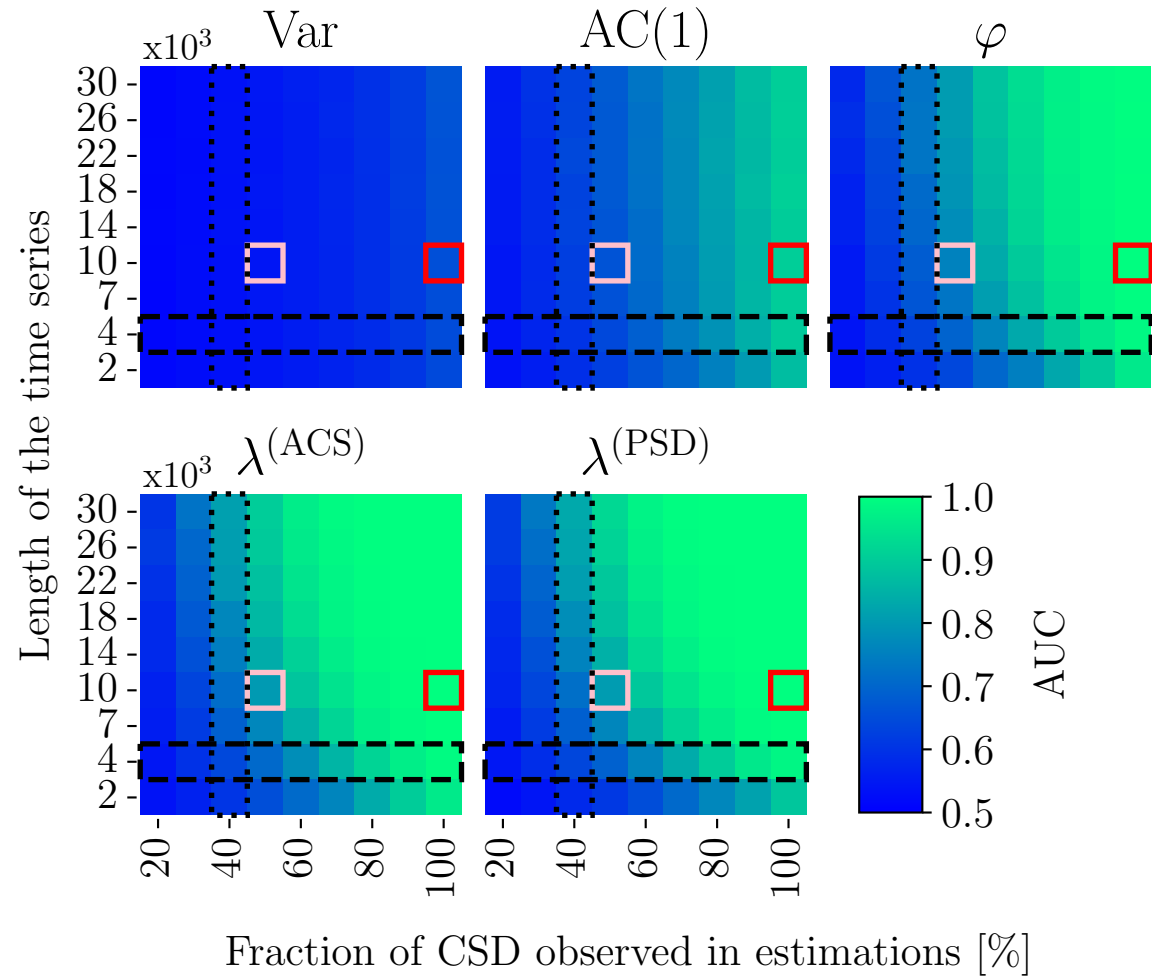 Var AC(1) φ
x10³
30
26
22
18
14
10
7
4
2
Length of the time series
λ(ACS) λ(PSD)
x10³
30
26
22
18
14
10
7
4
2
20 40 60 80 100
20 40 60 80 100
1.0
0.9
0.8
0.7
0.6
0.5
AUC
Fraction of CSD observed in estimations [%]